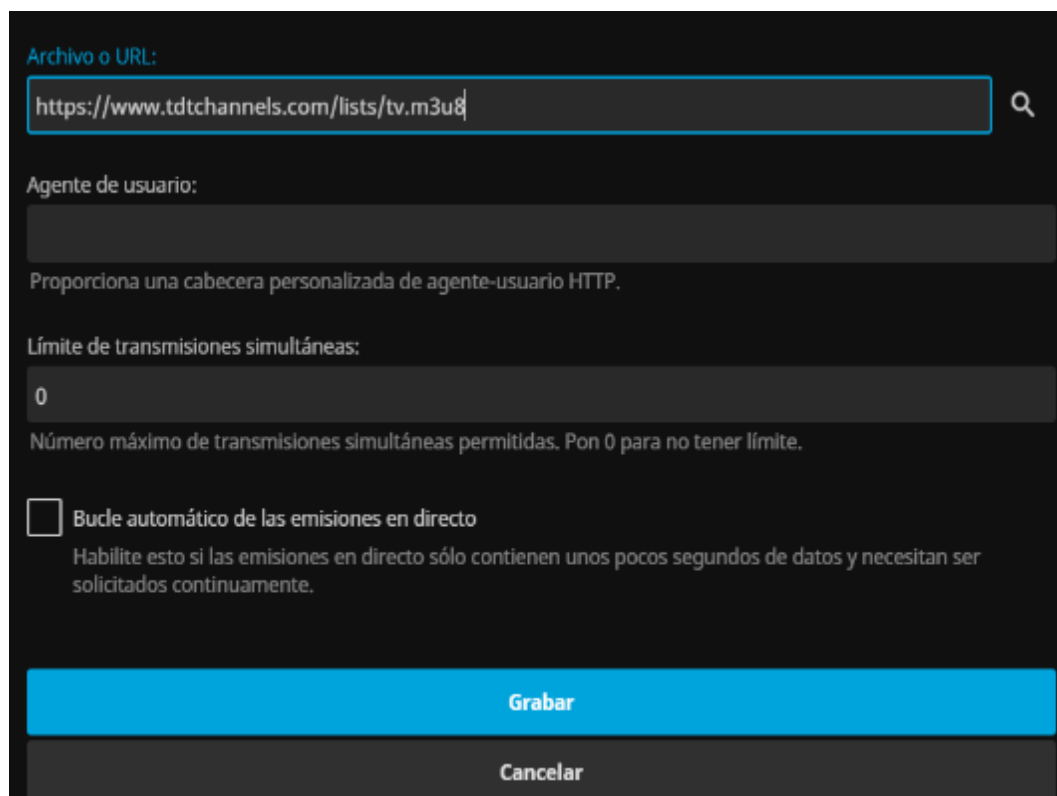 Archivo o URL:
https://www.tdtchannels.com/lists/tv.m3u8
Agente de usuario:
Proporciona una cabecera personalizada de agente-usuario HTTP.
Límite de transmisiones simultáneas:
0
Número máximo de transmisiones simultáneas permitidas. Pon 0 para no tener límite.
Bucle automático de las emisiones en directo
Habilite esto si las emisiones en directo sólo contienen unos pocos segundos de datos y necesitan ser
solicitados continuamente.
Grabar
Cancelar